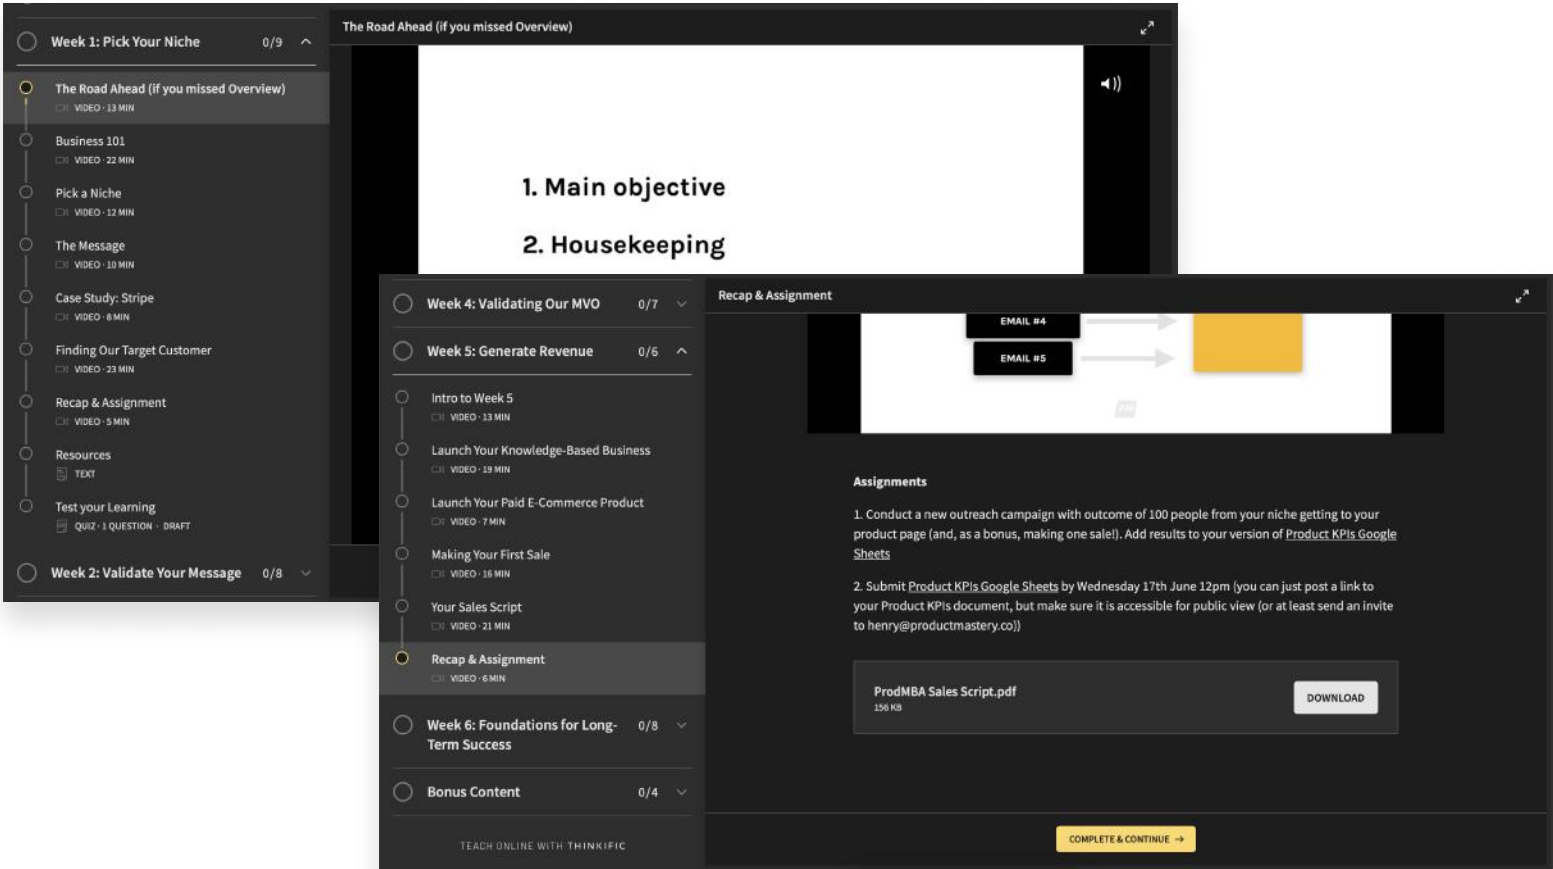 Week 1: Pick Your Niche 0/9
The Road Ahead (if you missed Overview)
VIDEO · 13 MIN
Business 101
VIDEO · 22 MIN
Pick a Niche
VIDEO · 12 MIN
The Message
VIDEO · 10 MIN
Case Study: Stripe
VIDEO · 8 MIN
Finding Our Target Customer
VIDEO · 23 MIN
Recap & Assignment
VIDEO · 5 MIN
Resources
TEXT
Test your Learning
QUIZ · 1 QUESTION · DRAFT
Week 2: Validate Your Message 0/8
The Road Ahead (if you missed Overview)
1. Main objective
2. Housekeeping
Week 4: Validating Our MVO 0/7
Week 5: Generate Revenue 0/6
Intro to Week 5
VIDEO · 13 MIN
Launch Your Knowledge-Based Business
VIDEO · 19 MIN
Launch Your Paid E-Commerce Product
VIDEO · 7 MIN
Making Your First Sale
VIDEO · 16 MIN
Your Sales Script
VIDEO · 21 MIN
Recap & Assignment
VIDEO · 6 MIN
Week 6: Foundations for Long- 0/8
Term Success
Bonus Content 0/4
TEACH ONLINE WITH THINKIFIC
Recap & Assignment
EMAIL #4
EMAIL #5
Assignments
1. Conduct a new outreach campaign with outcome of 100 people from your niche getting to your
product page (and, as a bonus, making one sale!). Add results to your version of Product KPIs Google
Sheets
2. Submit Product KPIs Google Sheets by Wednesday 17th June 12pm (you can just post a link to
your Product KPIs document, but make sure it is accessible for public view (or at least send an invite
to henry@productmastery.co))
ProdMBA Sales Script.pdf
156 KB
DOWNLOAD
COMPLETE & CONTINUE →